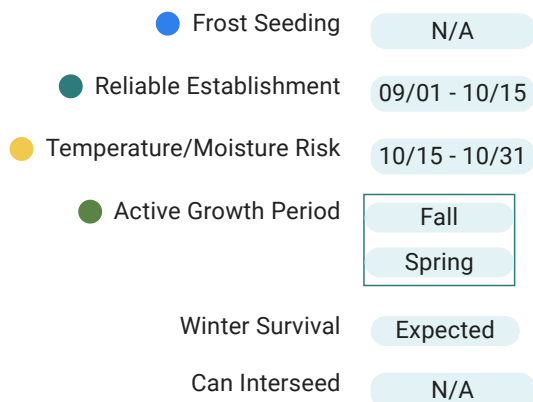 Frost Seeding N/A
Reliable Establishment 09/01 - 10/15
Temperature/Moisture Risk 10/15 - 10/31
Active Growth Period Fall
Spring
Winter Survival Expected
Can Interseed N/A